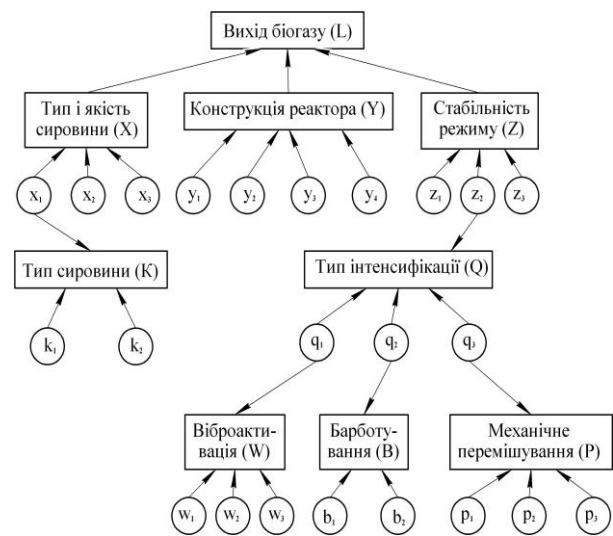 Вихід біогазу (L)
Тип і якість
сировини (X)
Конструкція реактора (Y)
Стабільність
режиму (Z)
x₁ x₂ x₃ y₁ y₂ y₃ y₄ z₁ z₂ z₃
Тип сировини (K)
Тип інтенсифікації (Q)
k₁ k₂ q₁ q₂ q₃
Віброакти-
вація (W)
Барботу-
вання (B)
Механічне
перемішування (P)
w₁ w₂ w₃ b₁ b₂ p₁ p₂ p₃